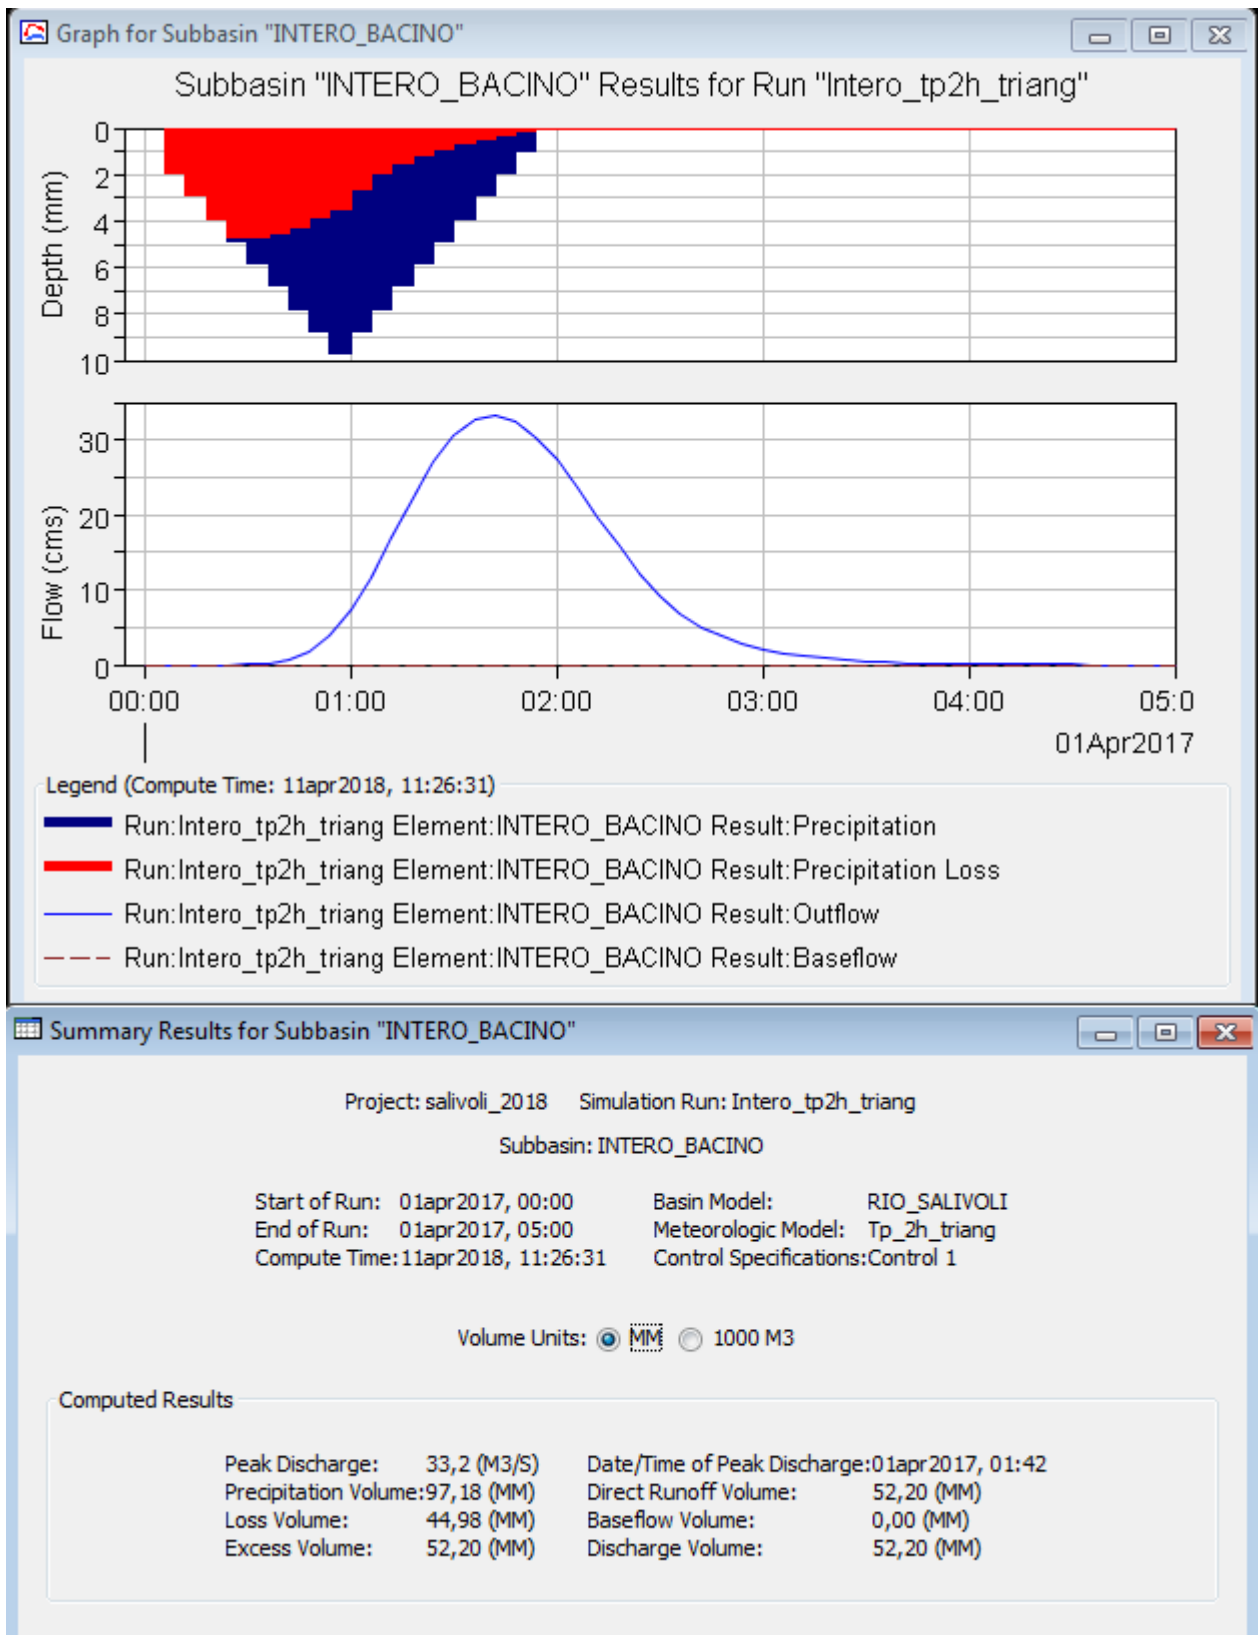 Graph for Subbasin "INTERO_BACINO"
Subbasin "INTERO_BACINO" Results for Run "Intero_tp2h_triang"
0
2
4
6
8
10
Depth (mm)
30
20
10
0
Flow (cms)
00:00 01:00 02:00 03:00 04:00 05:0
01Apr2017
Legend (Compute Time: 11apr2018, 11:26:31)
Run:Intero_tp2h_triang Element:INTERO_BACINO Result:Precipitation
Run:Intero_tp2h_triang Element:INTERO_BACINO Result:Precipitation Loss
Run:Intero_tp2h_triang Element:INTERO_BACINO Result:Outflow
Run:Intero_tp2h_triang Element:INTERO_BACINO Result:Baseflow
Summary Results for Subbasin "INTERO_BACINO"
Project: salivoli_2018 Simulation Run: Intero_tp2h_triang
Subbasin: INTERO_BACINO
Start of Run: 01apr2017, 00:00 Basin Model: RIO_SALIVOLI
End of Run: 01apr2017, 05:00 Meteorologic Model: Tp_2h_triang
Compute Time:11apr2018, 11:26:31 Control Specifications:Control 1
Volume Units: MM 1000 M3
Computed Results
Peak Discharge: 33,2 (M3/S) Date/Time of Peak Discharge:01apr2017, 01:42
Precipitation Volume:97,18 (MM) Direct Runoff Volume: 52,20 (MM)
Loss Volume: 44,98 (MM) Baseflow Volume: 0,00 (MM)
Excess Volume: 52,20 (MM) Discharge Volume: 52,20 (MM)